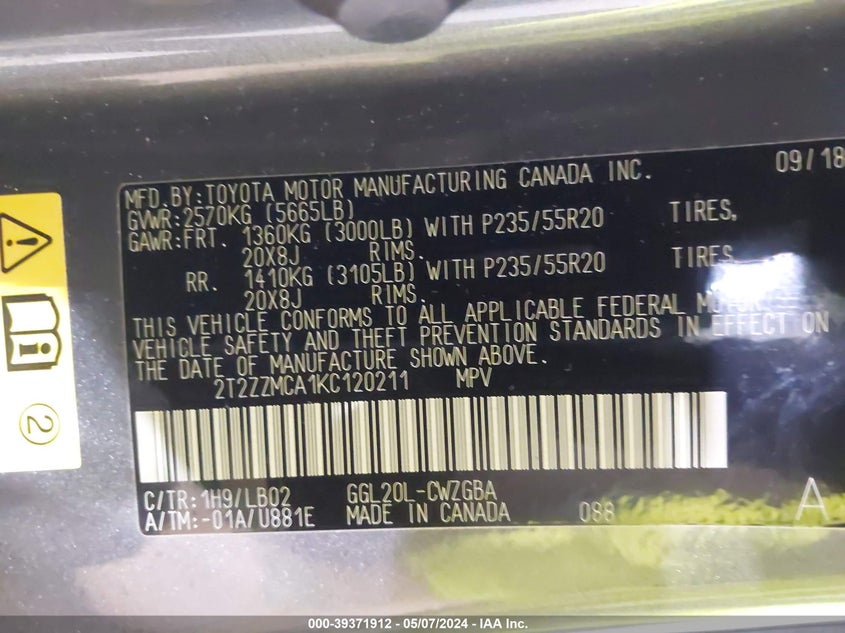 09/18
MFD.BY:TOYOTA MOTOR MANUFACTURING CANADA INC.
GVWR:2570KG (5665LB)
GAWR:FRT. 1360KG (3000LB) WITH P235/55R20 TIRES,
20X8J RIMS.
RR. 1410KG (3105LB) WITH P235/55R20 TIRES,
20X8J RIMS.
THIS VEHICLE CONFORMS TO ALL APPLICABLE FEDERAL MOTOR
VEHICLE SAFETY AND THEFT PREVENTION STANDARDS IN EFFECT ON
THE DATE OF MANUFACTURE SHOWN ABOVE.
2T2ZZMCA1KC120211 MPV
C/TR: 1H9/LB02 GGL20L-CWZGBA
A/TM:-01A/U881E MADE IN CANADA 088
A
2
000-39371912 - 05/07/2024 - IAA Inc.